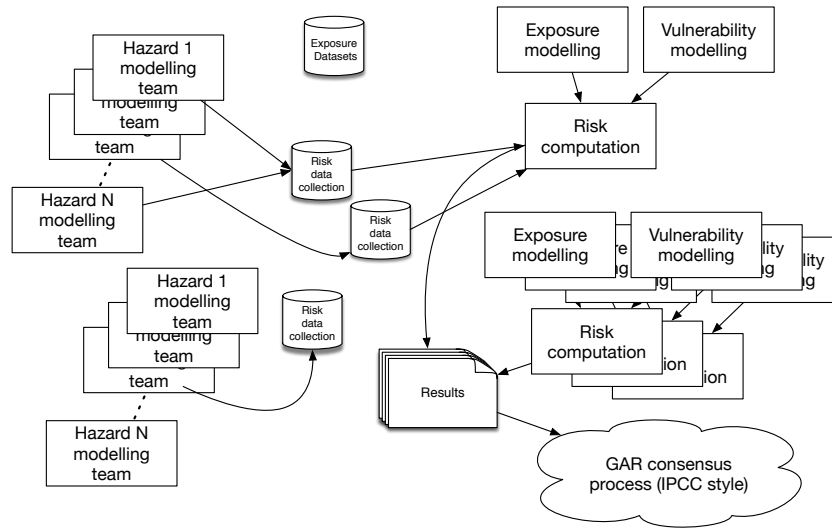 Hazard 1
modelling
team
modelling
team
team
Hazard N
modelling
team
Exposure
Datasets
Risk
data
collection
Risk
data
collection
Exposure
modelling
Vulnerability
modelling
Risk
computation
Hazard 1
modelling
team
modelling
team
team
Hazard N
modelling
team
Risk
data
collection
Exposure
modelling
Vulnerability
modelling
Risk
computation
Results
GAR consensus
process (IPCC style)